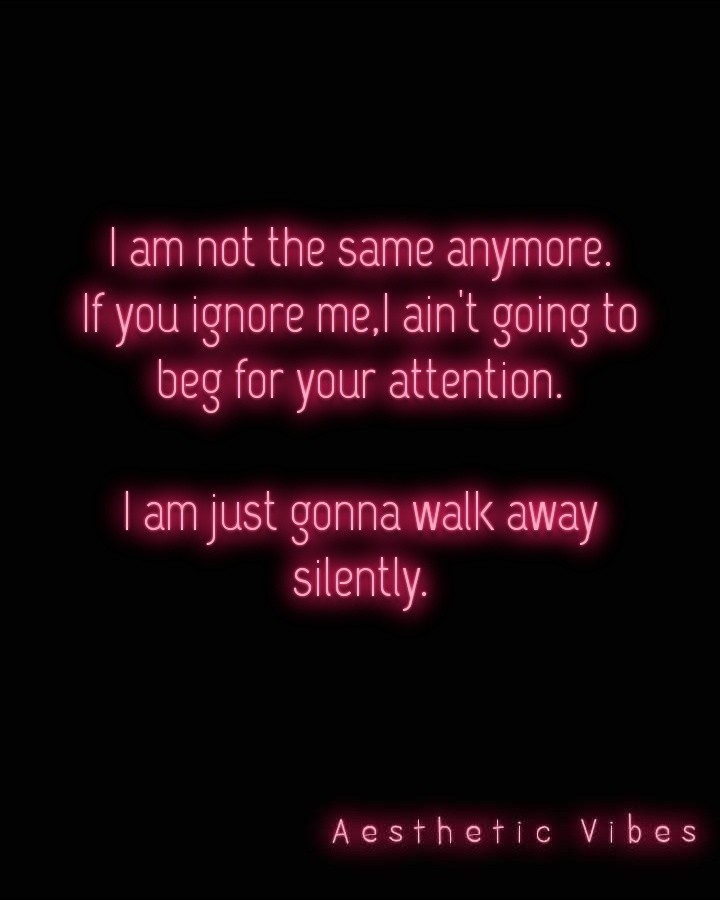 I am not the same anymore.
If you ignore me,I ain't going to
beg for your attention.
I am just gonna walk away
silently.
Aesthetic Vibes